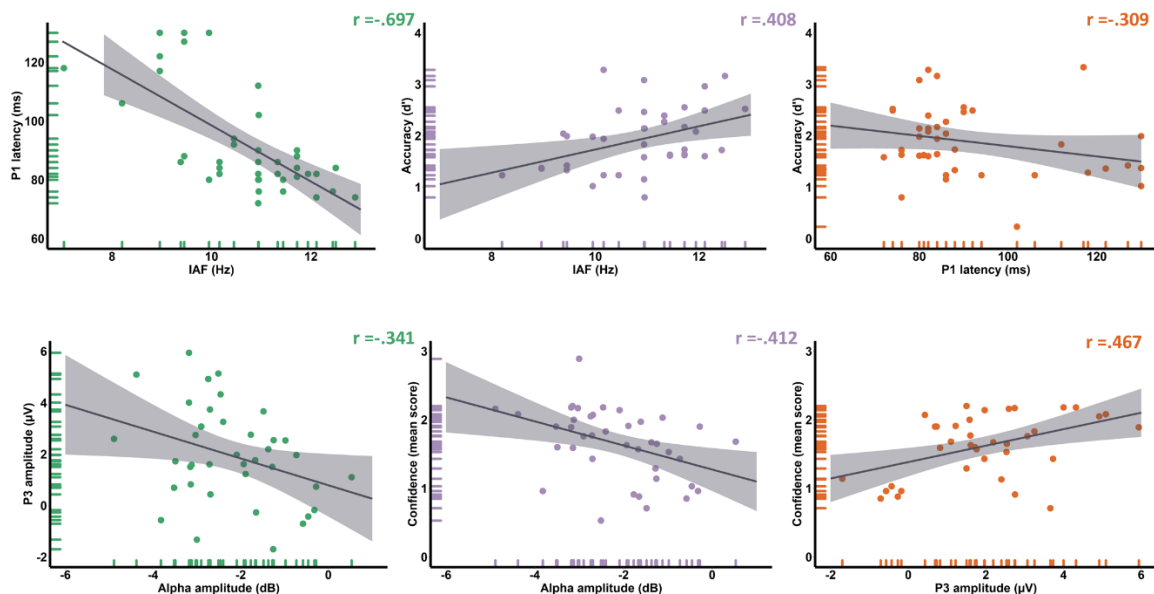 r =-.697
P1 latency (ms)
120
100
80
60
8
10
12
IAF (Hz)
r =.408
Accuracy (d')
4
3
2
1
0
8
10
12
IAF (Hz)
r =-.309
Accuracy (d')
4
3
2
1
0
60
80
100
120
P1 latency (ms)
r =-.341
P3 amplitude (µV)
6
4
2
0
-2
-6
-4
-2
0
Alpha amplitude (dB)
r =-.412
Confidence (mean score)
3
2
1
0
-6
-4
-2
0
Alpha amplitude (dB)
r =.467
Confidence (mean score)
3
2
1
0
-2
0
2
4
6
P3 amplitude (µV)